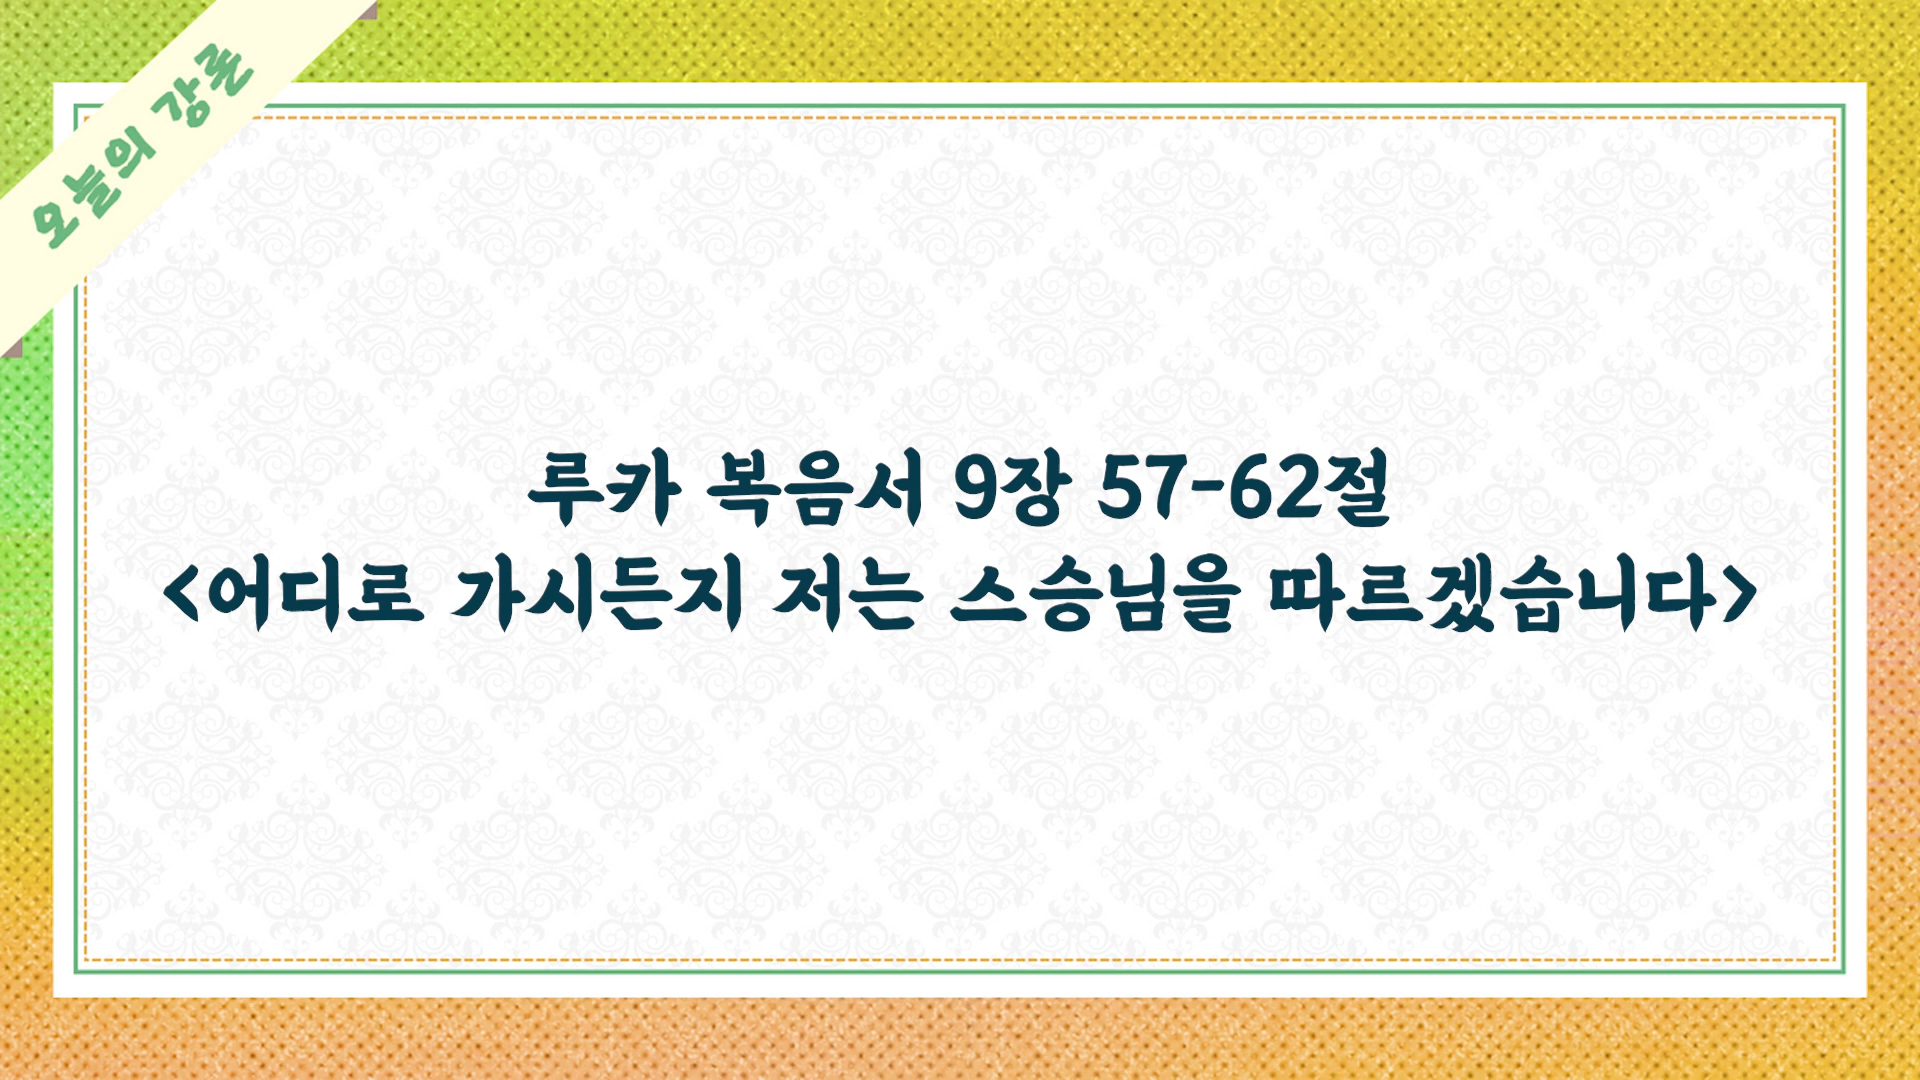 오늘의 강론
루카 복음서 9장 57-62절
<어디로 가시든지 저는 스승님을 따르겠습니다>